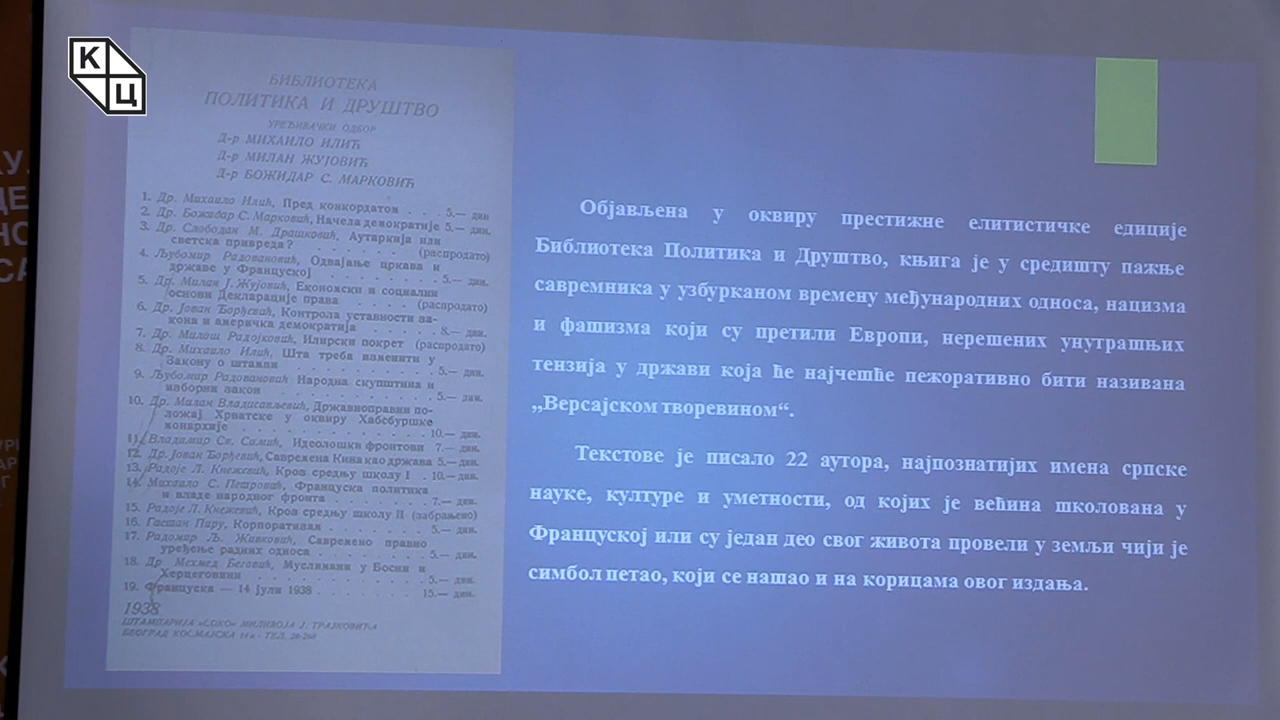 К
Ц
БИБЛИОТЕКА
ПОЛИТИКА И ДРУШТВО
УРЕЂИВАЧКИ ОДБОР
Д-р МИХАИЛО ИЛИЋ
Д-р МИЛАН ЖУЈОВИЋ
Д-р БОЖИДАР С. МАРКОВИЋ
1. Др. Михаило Илић, Пред конкордатом . . . 5.— дин
2. Др. Божидар С. Марковић, Начела демократије 5.— дин.
3. Др. Слободан М. Драшковић, Аутаркија или
светска привреда? . . . (распродато)
4. Љубомир Радовановић, Одвајање цркава и
државе у Француској . . . . . . . 5.— дин.
5. Др. Милан Ј. Жујовић, Економски и социални
основи Декларације права . . . (распродато)
6. Др. Јован Ђорђевић, Контрола уставности за-
кона и америчка демократија . . . . . 8.— дин.
7. Др. Милош Радојковић, Илирски покрет (распродато)
8. Др. Михаило Илић, Шта треба изменити у
Закону о штампи . . . . . . . . 5.— дин.
9. Љубомир Радовановић Народна скупштина и
изборни закон . . . . . . . . 5.— дин.
10. Др. Милан Владисављевић, Државноправни по-
ложај Хрватске у оквиру Хабсбуршке
монархије . . . . . . . . . . 10.— дин.
11. Владимир Св. Симић, Идеолошки фронтови 7.— дин.
12. Др. Јован Ђорђевић, Савремена Кина као држава 5.— дин.
13. Радоје Л. Кнежевић, Кроз средњу школу I . 10.— дин.
14. Михаило С. Петровић, Француска политика
и владе народног фронта . . . . . . 7.— дин.
15. Радоје Л. Кнежевић, Кроз средњу школу II (забрањено)
16. Гаетан Пиру, Корпоративизам . . . . . . 5.— дин.
17. Радомир Љ. Живковић, Савремено правно
уређење радних односа . . . . . . 5.— дин.
18. Др Мехмед Беговић, Муслимани у Босни и
Херцеговини . . . . . . . . . 5.— дин.
19. Француска — 14 јули 1938 . . . . . . . 15.— дин.
1938
ШТАМПАРИЈА „СОКО“ МИЛИВОЈА Ј. ТРАЈКОВИЋА
БЕОГРАД КОСМАЈСКА
Објављена у оквиру престижне елитистичке едиције
Библиотека Политика и Друштво, књига је у средишту пажње
савремника у узбурканом времену међународних односа, нацизма
и фашизма који су претили Европи, нерешених унутрашњих
тензија у држави која ће најчешће пежоративно бити називана
„Версајском творевином“.
Текстове је писало 22 аутора, најпознатијих имена српске
науке, културе и уметности, од којих је већина школована у
Француској или су један део свог живота провели у земљи чији је
симбол петао, који се нашао и на корицама овог издања.